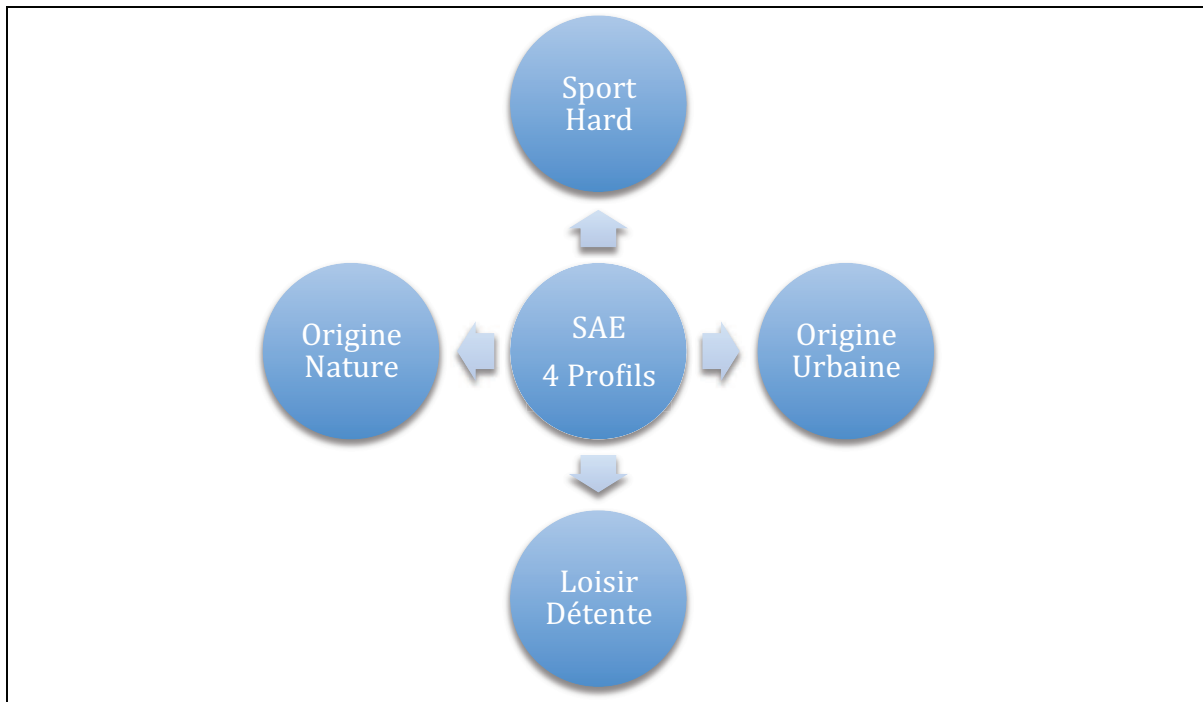 Sport
Hard
Origine
Nature
SAE
4 Profils
Origine
Urbaine
Loisir
Détente